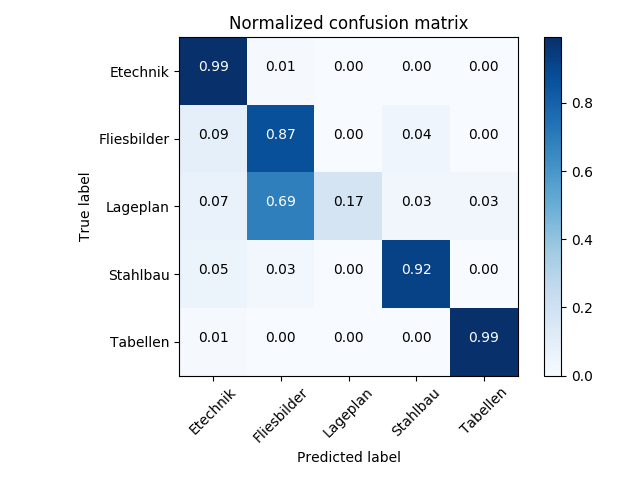 Normalized confusion matrix
Etechnik 0.99 0.01 0.00 0.00 0.00
Fliesbilder 0.09 0.87 0.00 0.04 0.00
Lageplan 0.07 0.69 0.17 0.03 0.03
Stahlbau 0.05 0.03 0.00 0.92 0.00
Tabellen 0.01 0.00 0.00 0.00 0.99
True label
Etechnik Fliesbilder Lageplan Stahlbau Tabellen
Predicted label
0.8
0.6
0.4
0.2
0.0